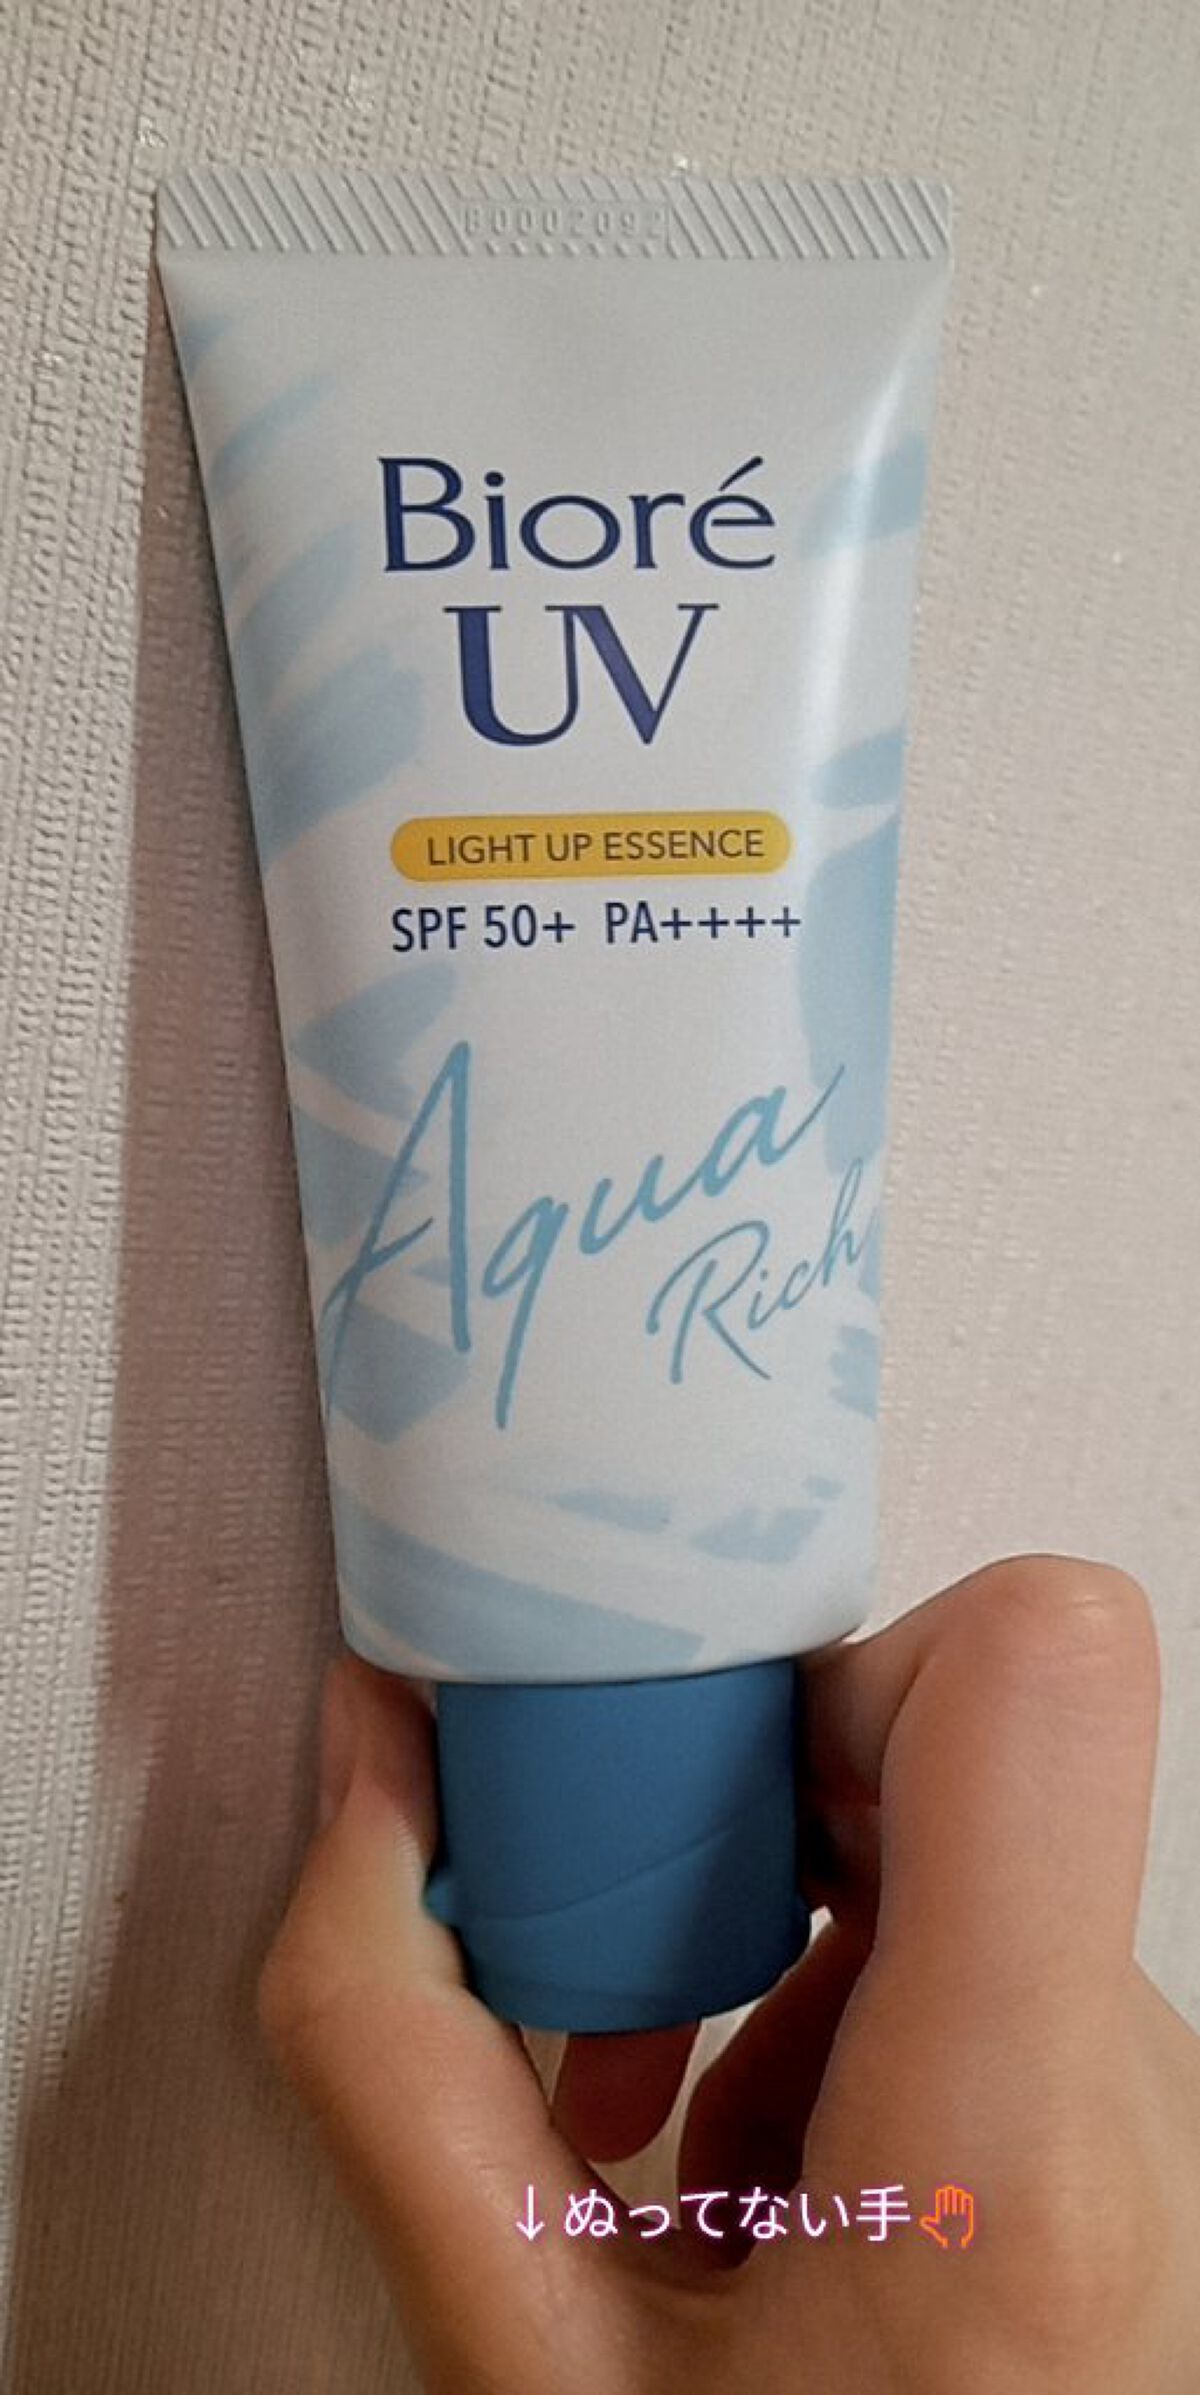 Bioré
UV
LIGHT UP ESSENCE
SPF 50+ PA++++
Aqua
Rich
↓ぬってない手🤚